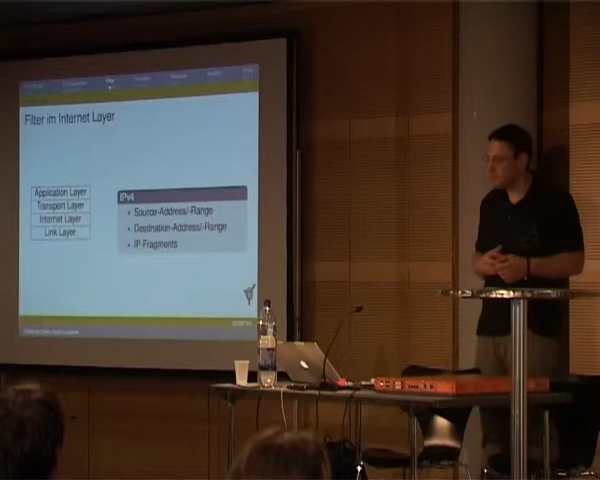 Filter im Internet Layer
Application Layer
Transport Layer
Internet Layer
Link Layer
IPv4
Source-Address/-Range
Destination-Address/-Range
IP-Fragments